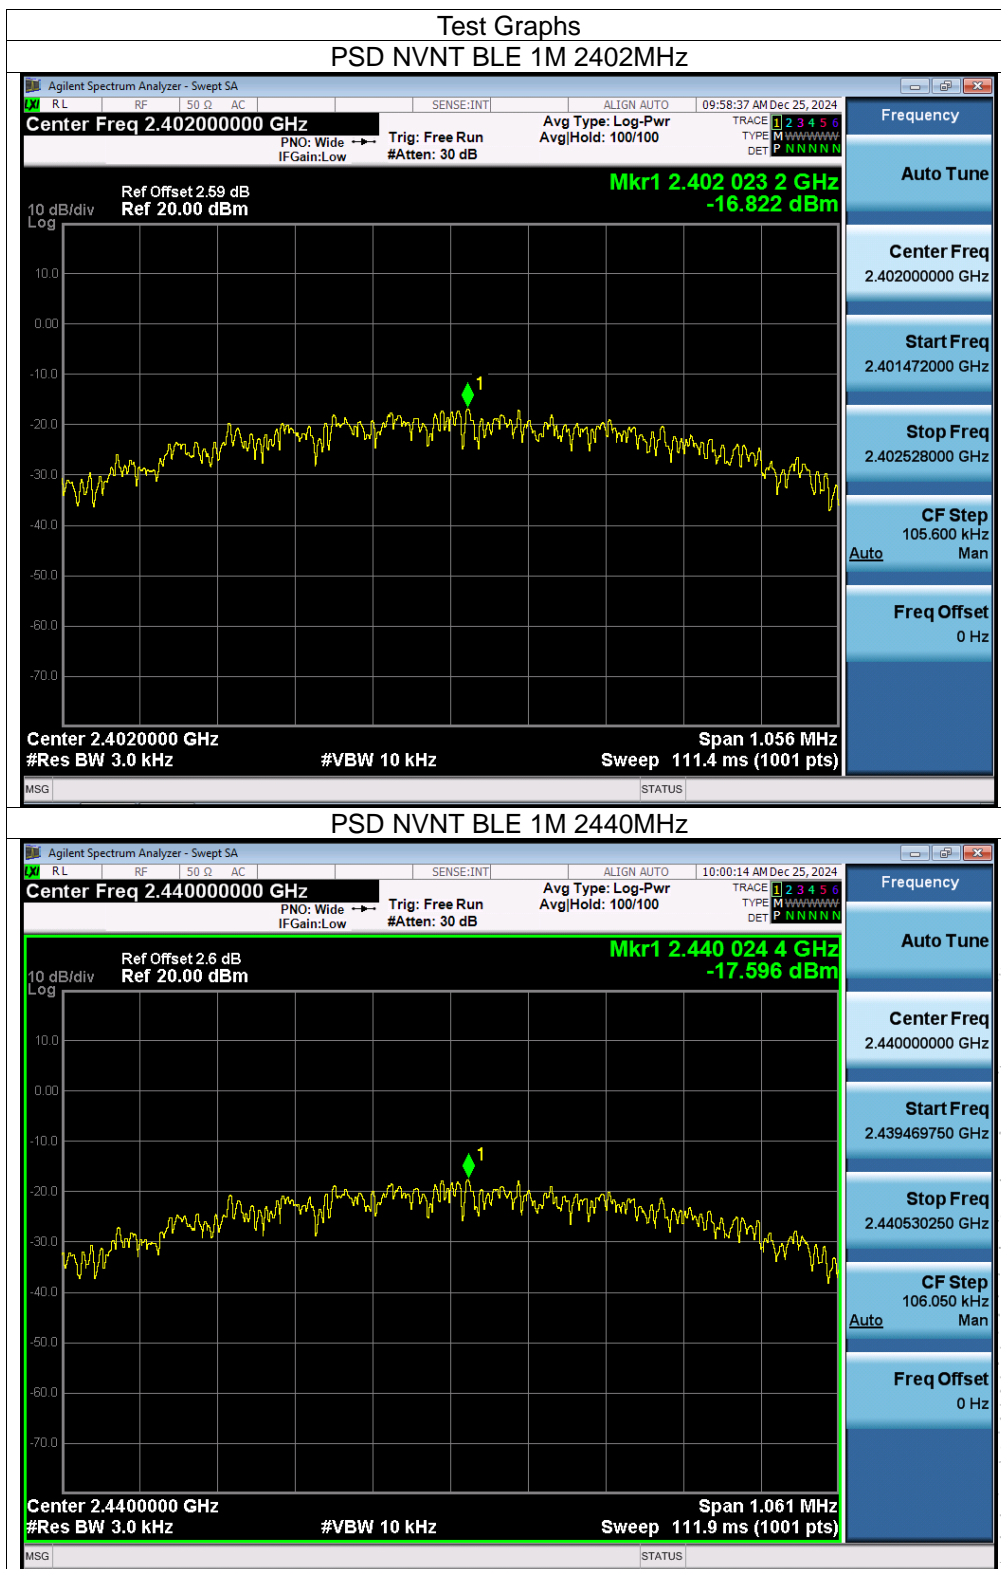 Test Graphs
PSD NVNT BLE 1M 2402MHz
Agilent Spectrum Analyzer - Swept SA
LXI RL RF 50 Ω AC SENSE:INT ALIGN AUTO 09:58:37 AM Dec 25, 2024
Center Freq 2.402000000 GHz
PNO: Wide
IFGain:Low
Trig: Free Run
#Atten: 30 dB
Avg Type: Log-Pwr
Avg|Hold: 100/100
TRACE 1 2 3 4 5 6
TYPE M WWWWW
DET P N N N N N
Frequency
Mkr1 2.402 023 2 GHz
-16.822 dBm
Ref Offset 2.59 dB
10 dB/div Ref 20.00 dBm
Log
10.0
0.00
-10.0
-20.0
-30.0
-40.0
-50.0
-60.0
-70.0
1
Center 2.4020000 GHz Span 1.056 MHz
#Res BW 3.0 kHz #VBW 10 kHz Sweep 111.4 ms (1001 pts)
Auto Tune
Center Freq
2.402000000 GHz
Start Freq
2.401472000 GHz
Stop Freq
2.402528000 GHz
CF Step
105.600 kHz
Auto Man
Freq Offset
0 Hz
MSG STATUS
PSD NVNT BLE 1M 2440MHz
Agilent Spectrum Analyzer - Swept SA
LXI RL RF 50 Ω AC SENSE:INT ALIGN AUTO 10:00:14 AM Dec 25, 2024
Center Freq 2.440000000 GHz
PNO: Wide
IFGain:Low
Trig: Free Run
#Atten: 30 dB
Avg Type: Log-Pwr
Avg|Hold: 100/100
TRACE 1 2 3 4 5 6
TYPE M WWWWW
DET P N N N N N
Frequency
Mkr1 2.440 024 4 GHz
-17.596 dBm
Ref Offset 2.6 dB
10 dB/div Ref 20.00 dBm
Log
10.0
0.00
-10.0
-20.0
-30.0
-40.0
-50.0
-60.0
-70.0
1
Center 2.4400000 GHz Span 1.061 MHz
#Res BW 3.0 kHz #VBW 10 kHz Sweep 111.9 ms (1001 pts)
Auto Tune
Center Freq
2.440000000 GHz
Start Freq
2.439469750 GHz
Stop Freq
2.440530250 GHz
CF Step
106.050 kHz
Auto Man
Freq Offset
0 Hz
MSG STATUS